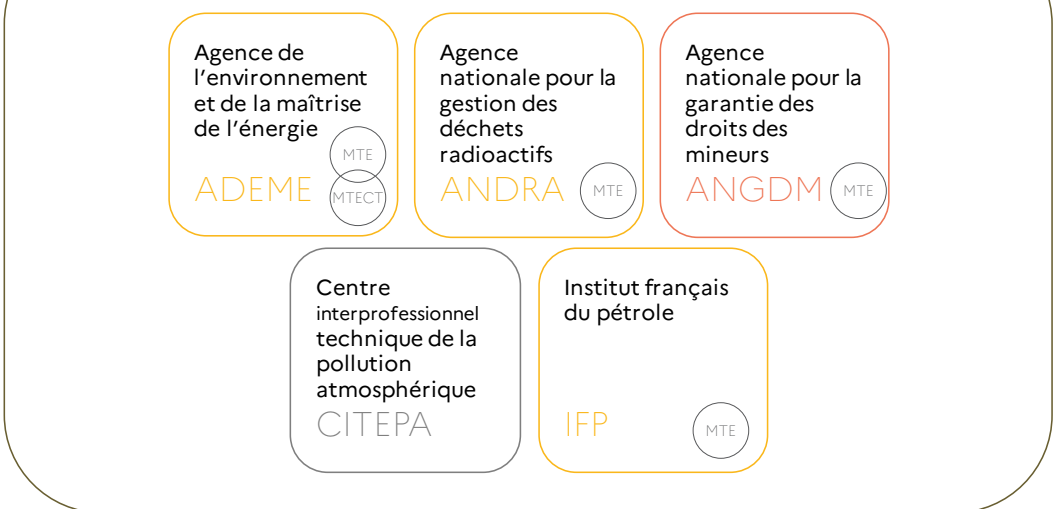 Agence de
l'environnement
et de la maîtrise
de l'énergie
MTE
ADEME
MTECT
Agence
nationale pour la
gestion des
déchets
radioactifs
ANDRA
MTE
Agence
nationale pour la
garantie des
droits des
mineurs
ANGDM
MTE
Centre
interprofessionnel
technique de la
pollution
atmosphérique
CITEPA
Institut français
du pétrole
IFP
MTE